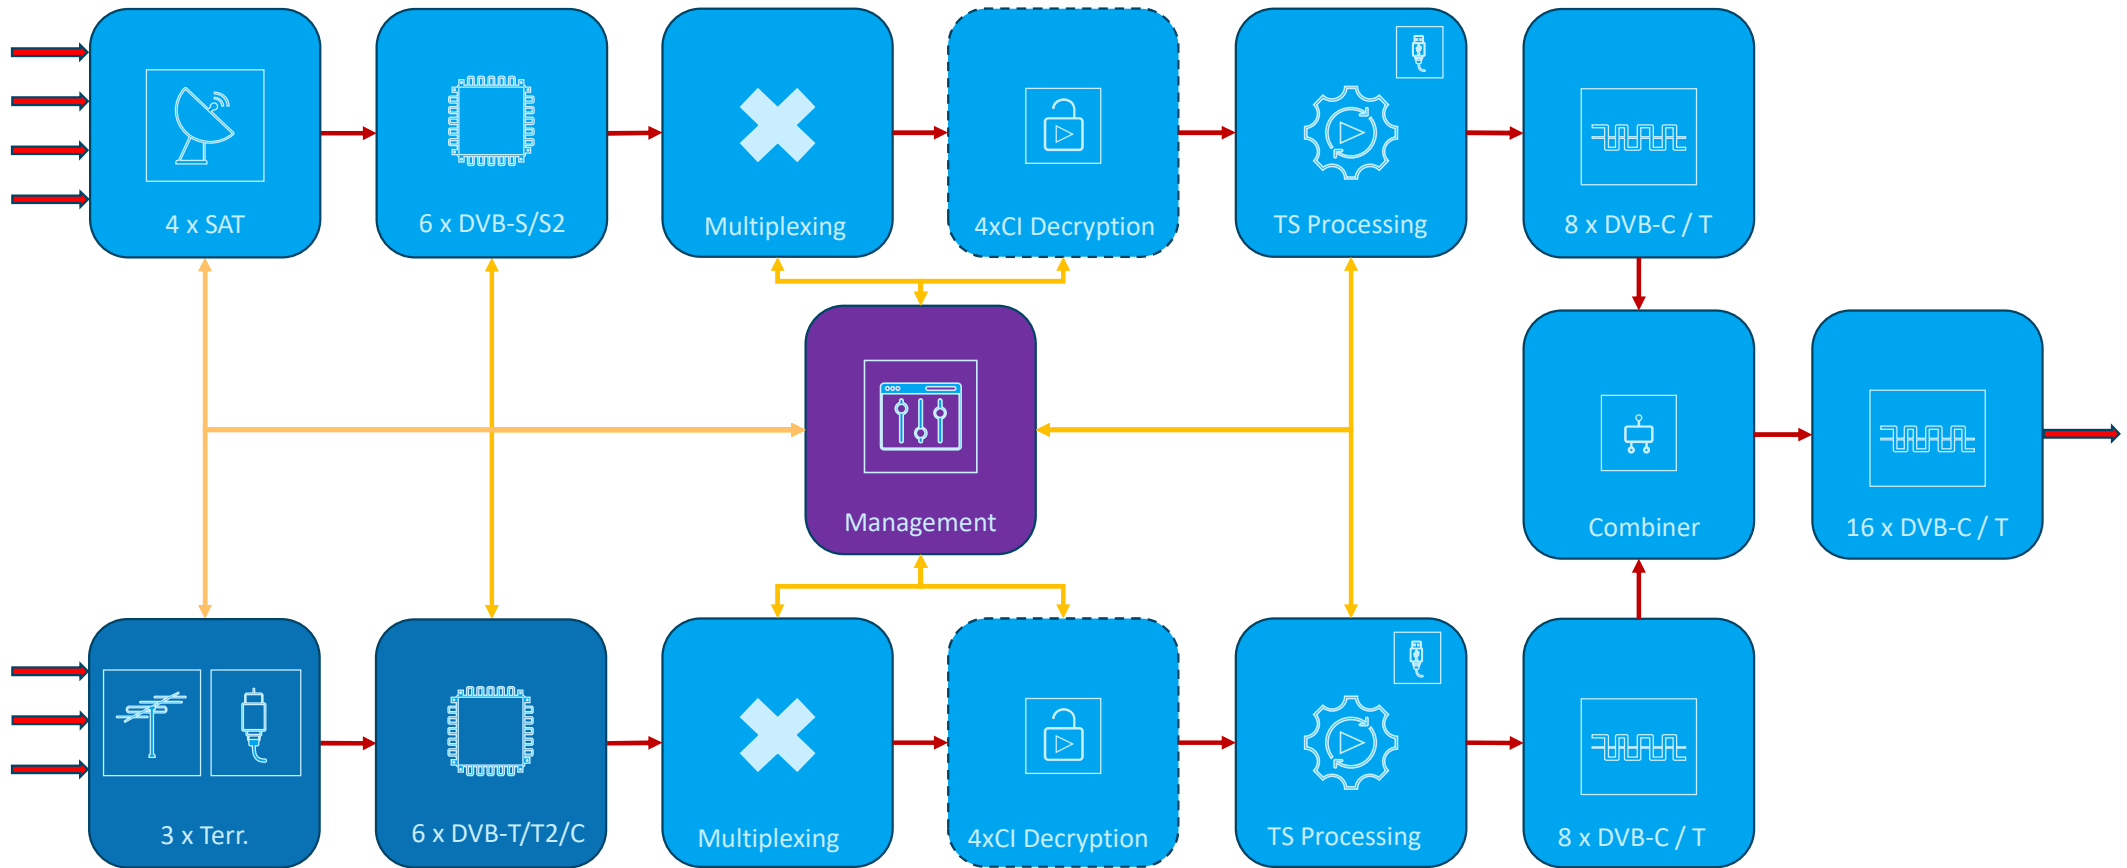 4 x SAT
6 x DVB-S/S2
Multiplexing
4xCI Decryption
TS Processing
8 x DVB-C / T
Management
Combiner
16 x DVB-C / T
3 x Terr.
6 x DVB-T/T2/C
Multiplexing
4xCI Decryption
TS Processing
8 x DVB-C / T